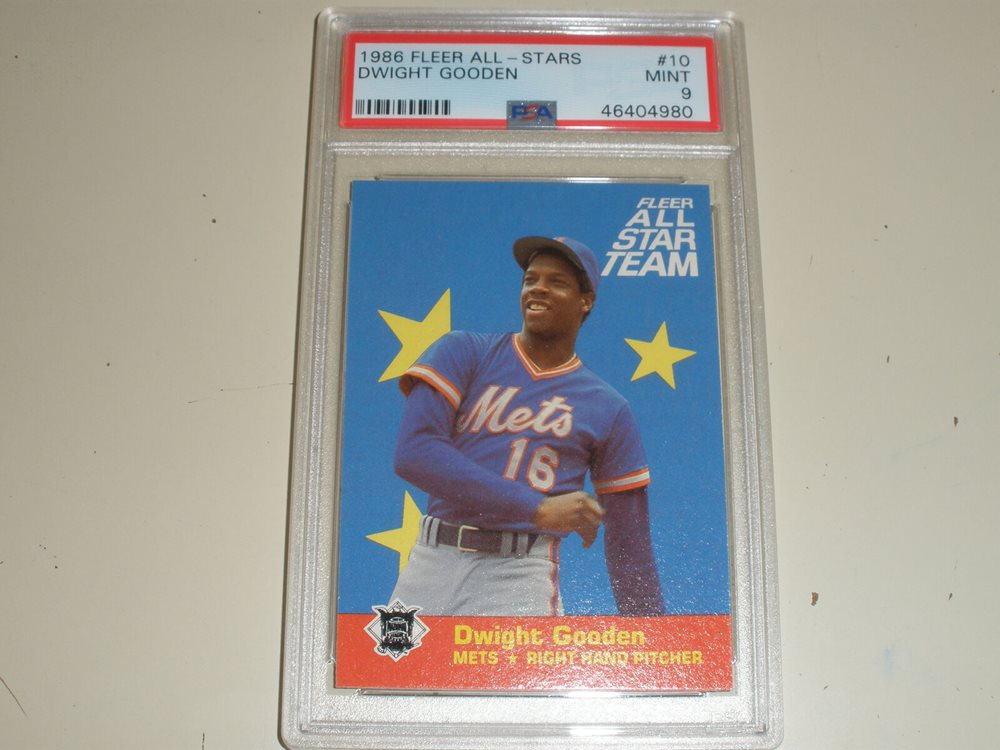 1986 FLEER ALL-STARS #10
DWIGHT GOODEN MINT
9
PSA 46404980
FLEER
ALL
STAR
TEAM
Mets
16
Dwight Gooden
METS ★ RIGHT HAND PITCHER